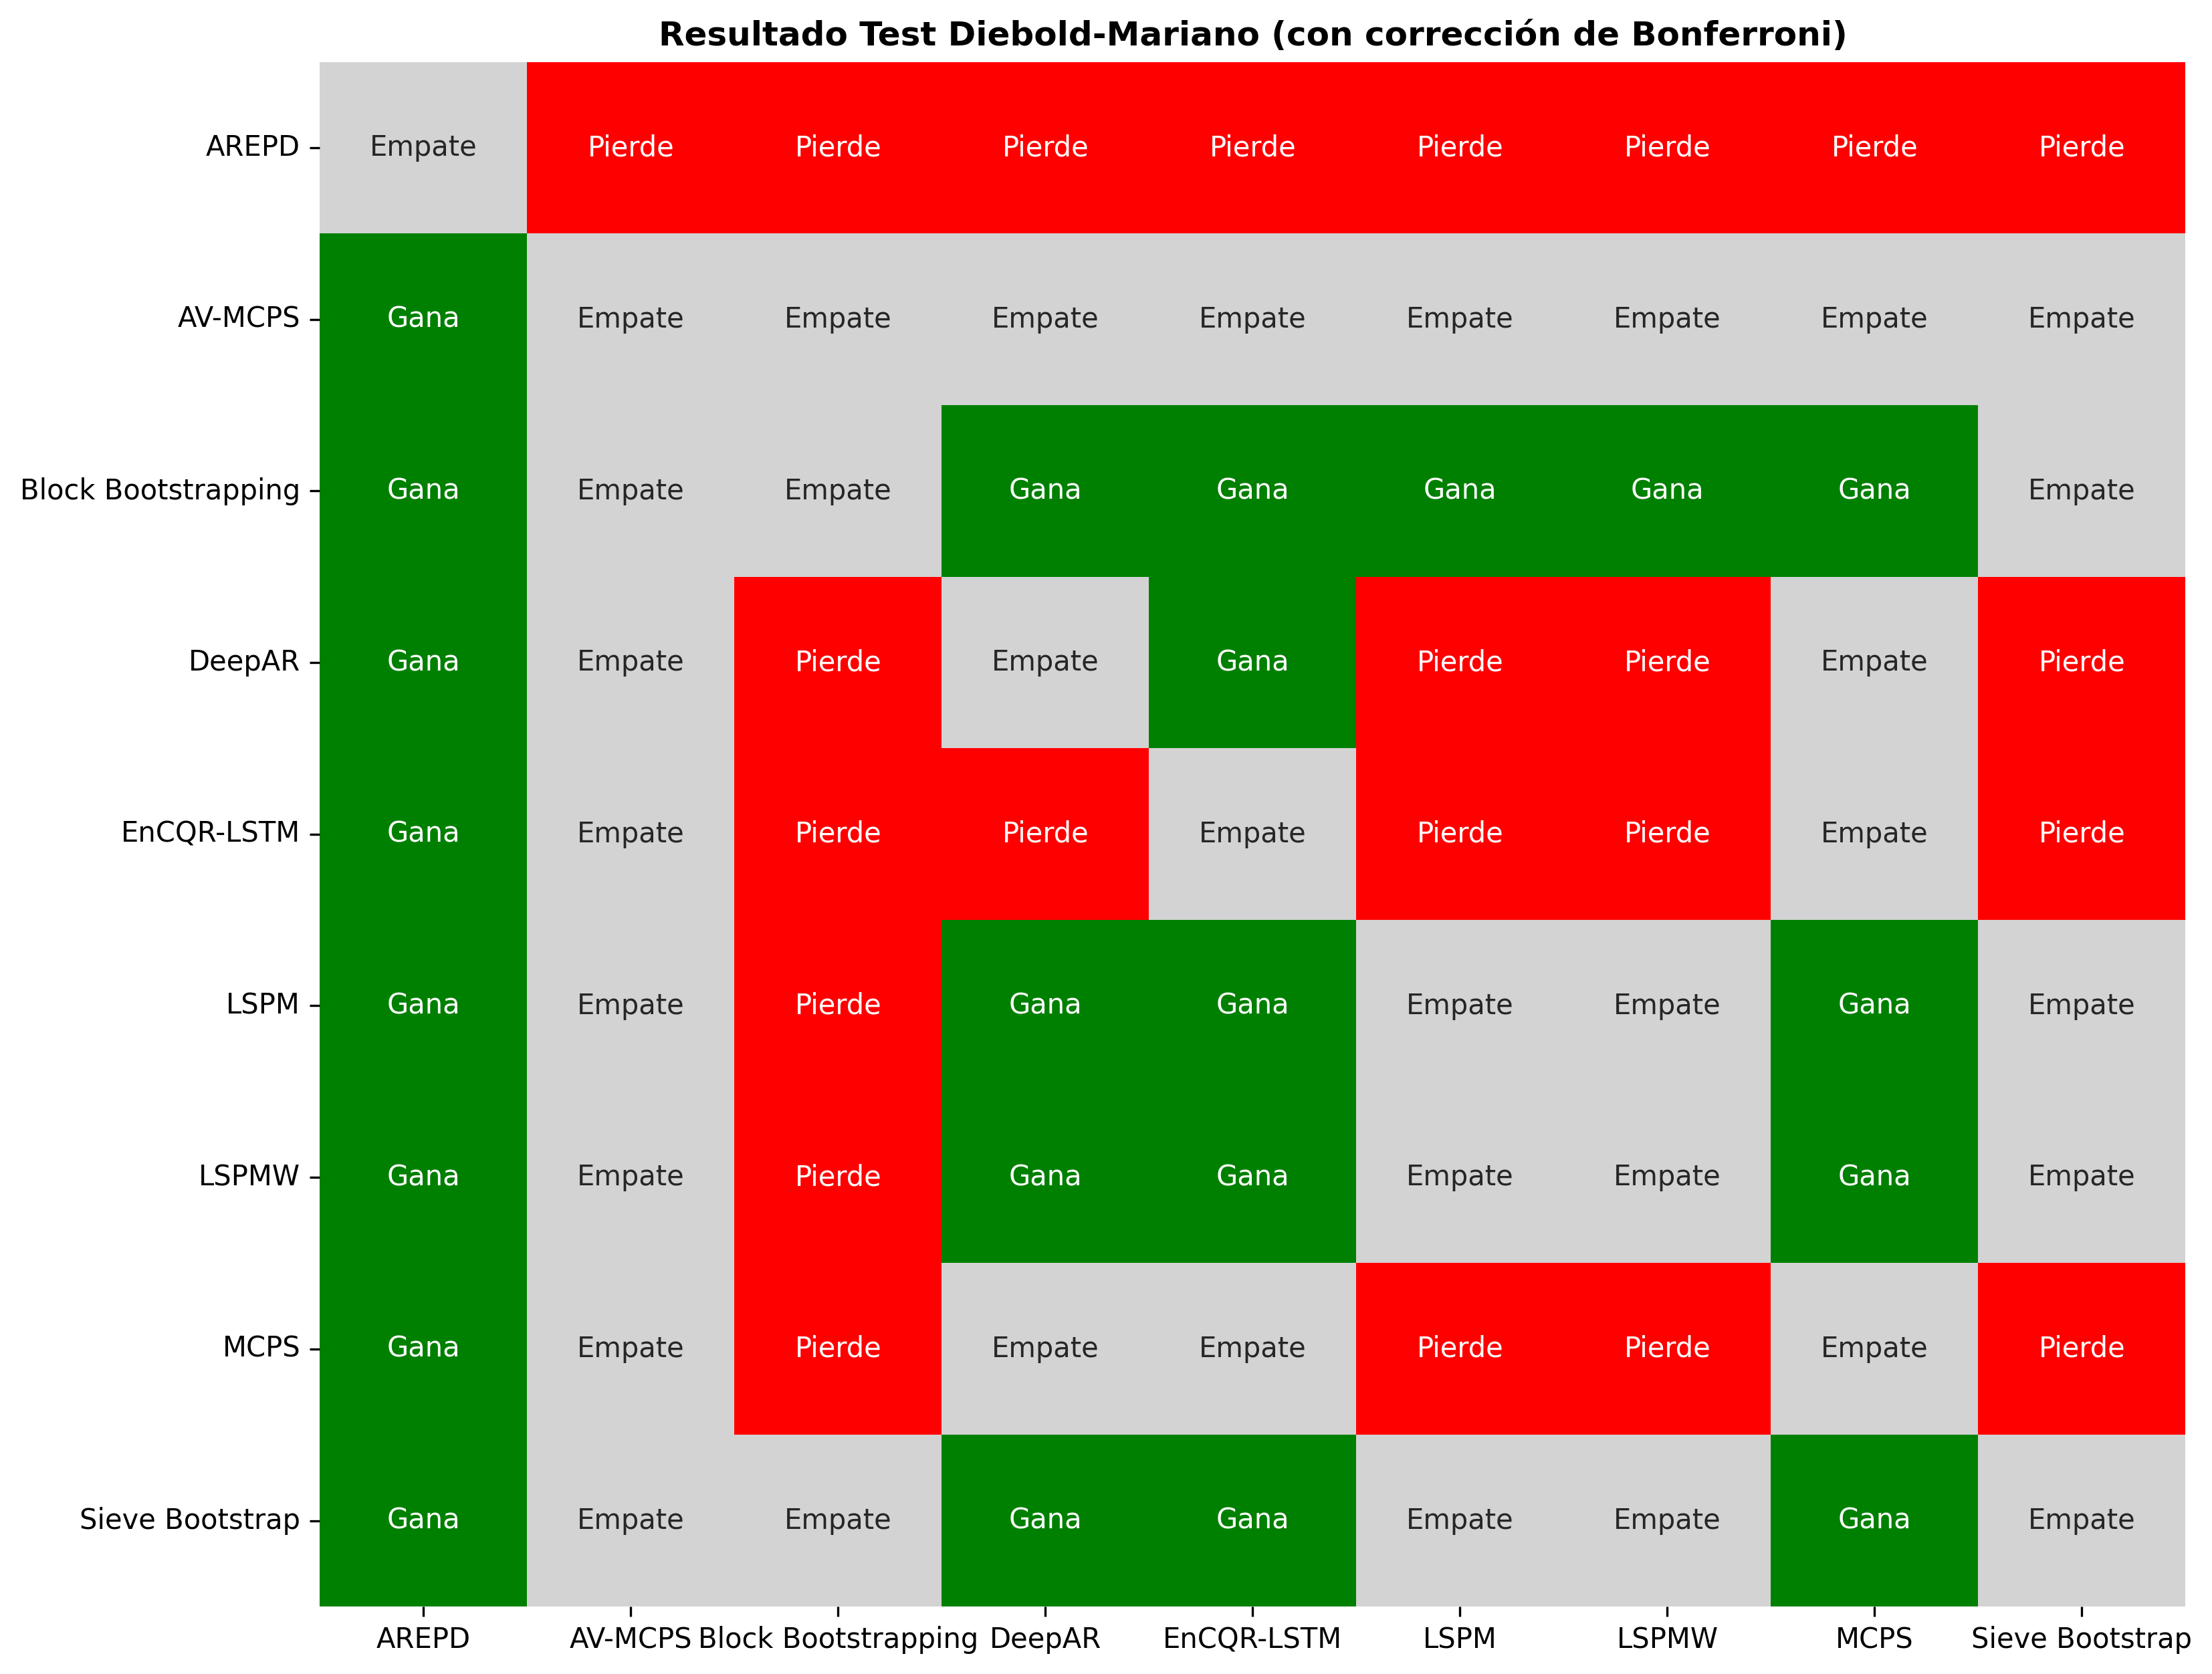 Resultado Test Diebold-Mariano (con corrección de Bonferroni)
AREPD Empate Pierde Pierde Pierde Pierde Pierde Pierde Pierde Pierde
AV-MCPS Gana Empate Empate Empate Empate Empate Empate Empate Empate
Block Bootstrapping Gana Empate Empate Gana Gana Gana Gana Gana Empate
DeepAR Gana Empate Pierde Empate Gana Pierde Pierde Empate Pierde
EnCQR-LSTM Gana Empate Pierde Pierde Empate Pierde Pierde Empate Pierde
LSPM Gana Empate Pierde Gana Gana Empate Empate Gana Empate
LSPMW Gana Empate Pierde Gana Gana Empate Empate Gana Empate
MCPS Gana Empate Pierde Empate Empate Pierde Pierde Empate Pierde
Sieve Bootstrap Gana Empate Empate Gana Gana Empate Empate Gana Empate
AREPD AV-MCPS Block Bootstrapping DeepAR EnCQR-LSTM LSPM LSPMW MCPS Sieve Bootstrap